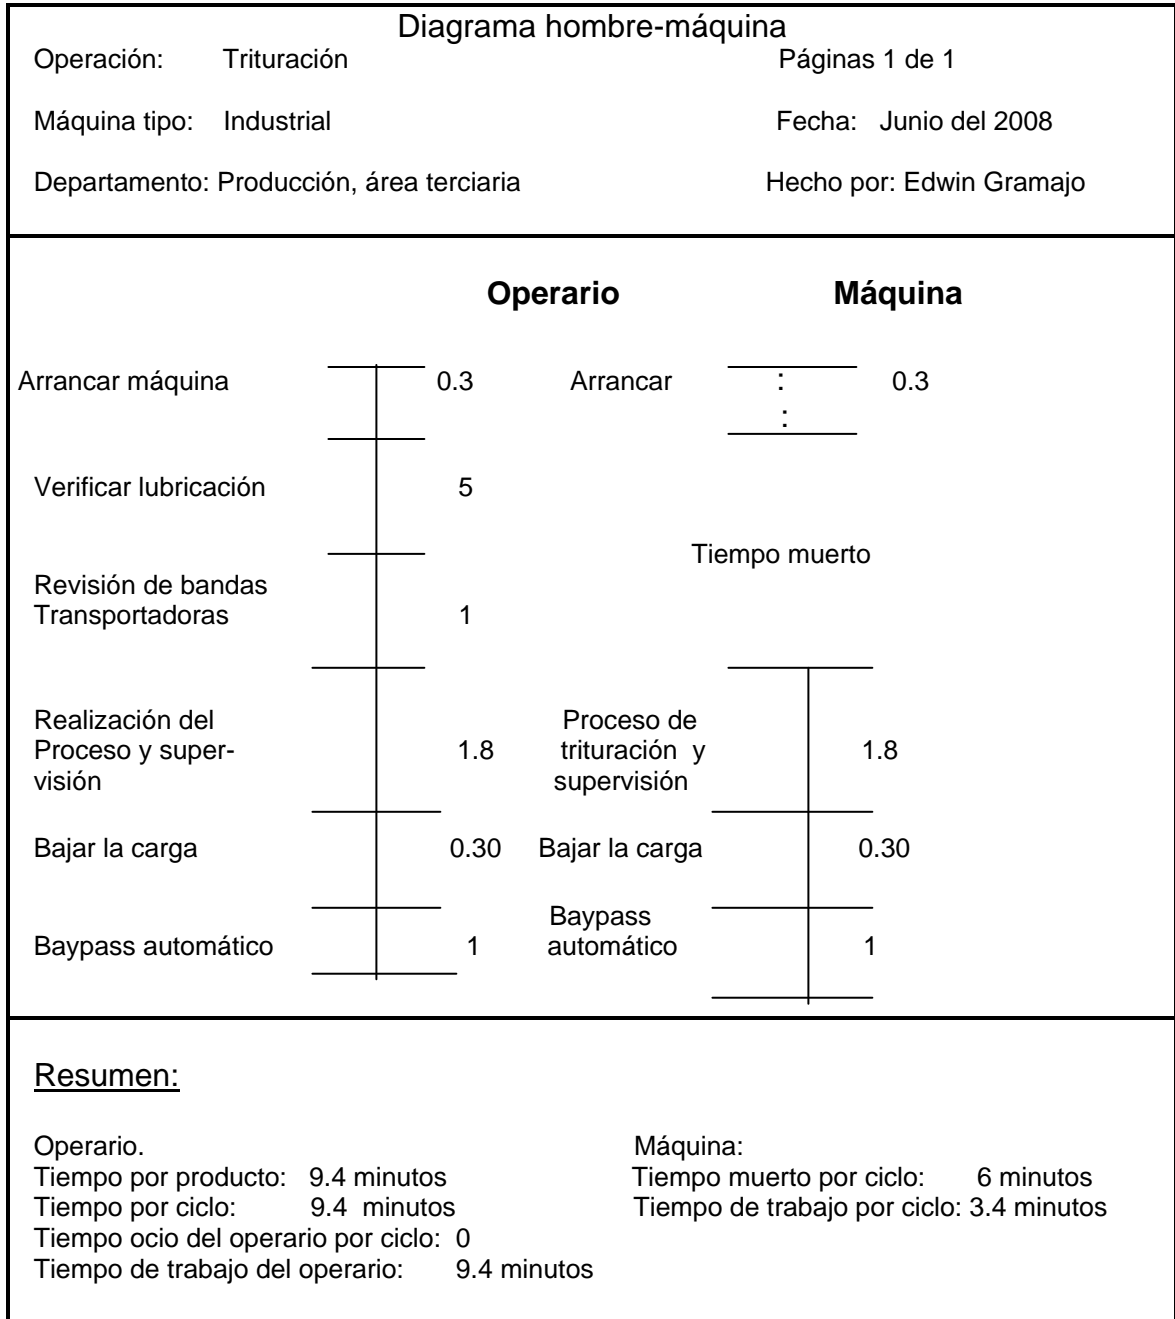 Diagrama hombre-máquina
Operación: Trituración Páginas 1 de 1
Máquina tipo: Industrial Fecha: Junio del 2008
Departamento: Producción, área terciaria Hecho por: Edwin Gramajo
Operario Máquina
Arrancar máquina 0.3 Arrancar : 0.3
:
Verificar lubricación 5
Tiempo muerto
Revisión de bandas
Transportadoras 1
Realización del Proceso de
Proceso y super- 1.8 trituración y 1.8
visión supervisión
Bajar la carga 0.30 Bajar la carga 0.30
Baypass
Baypass automático 1 automático 1
Resumen:
Operario. Máquina:
Tiempo por producto: 9.4 minutos Tiempo muerto por ciclo: 6 minutos
Tiempo por ciclo: 9.4 minutos Tiempo de trabajo por ciclo: 3.4 minutos
Tiempo ocio del operario por ciclo: 0
Tiempo de trabajo del operario: 9.4 minutos